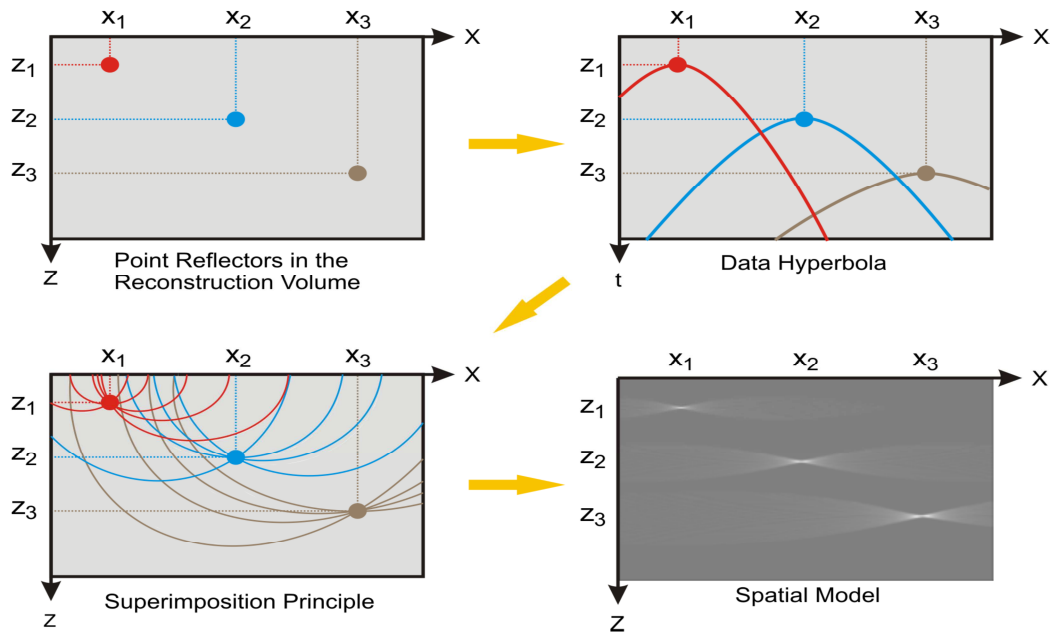 x1 x2 x3
X
z1
z2
z3
Z
Point Reflectors in the
Reconstruction Volume
x1 x2 x3
X
z1
z2
z3
t
Data Hyperbola
x1 x2 x3
X
z1
z2
z3
Z
Superimposition Principle
x1 x2 x3
X
z1
z2
z3
Z
Spatial Model